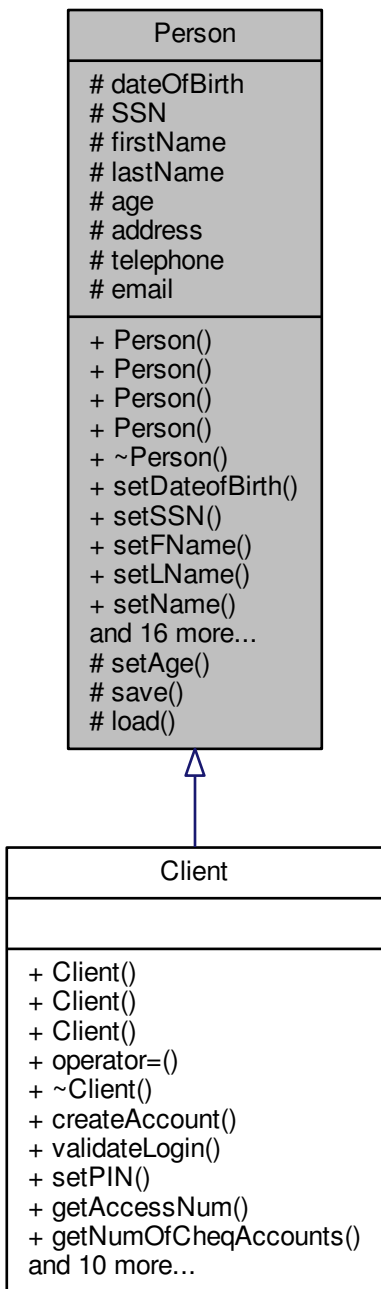 Person
# dateOfBirth
# SSN
# firstName
# lastName
# age
# address
# telephone
# email
+ Person()
+ Person()
+ Person()
+ Person()
+ ~Person()
+ setDateofBirth()
+ setSSN()
+ setFName()
+ setLName()
+ setName()
and 16 more...
# setAge()
# save()
# load()
Client
+ Client()
+ Client()
+ Client()
+ operator=()
+ ~Client()
+ createAccount()
+ validateLogin()
+ setPIN()
+ getAccessNum()
+ getNumOfCheqAccounts()
and 10 more...